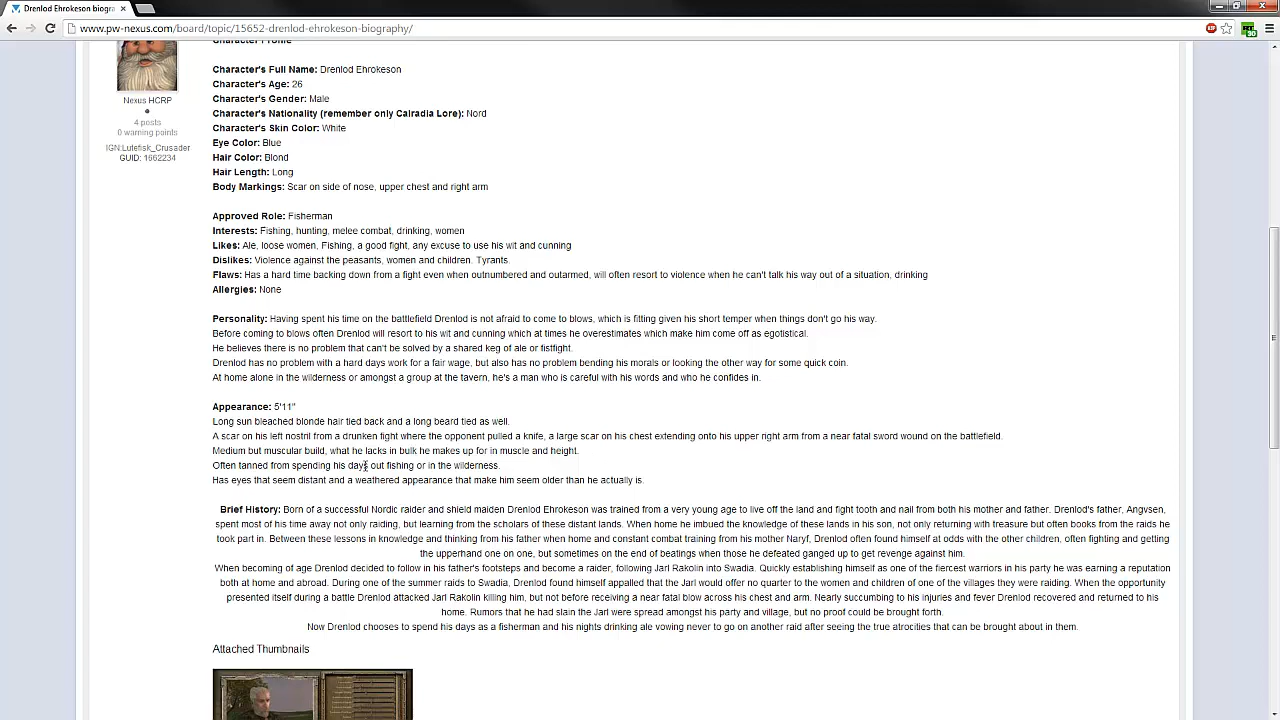 Drenlod Ehrokeson biogra
www.pw-nexus.com/board/topic/15652-drenlod-ehrokeson-biography/
30
Nexus HCRP
4 posts
0 warning points
IGN:Lutefisk_Crusader
GUID: 1662234
Character Profile
Character's Full Name: Drenlod Ehrokeson
Character's Age: 26
Character's Gender: Male
Character's Nationality (remember only Calradia Lore): Nord
Character's Skin Color: White
Eye Color: Blue
Hair Color: Blond
Hair Length: Long
Body Markings: Scar on side of nose, upper chest and right arm
Approved Role: Fisherman
Interests: Fishing, hunting, melee combat, drinking, women
Likes: Ale, loose women, Fishing, a good fight, any excuse to use his wit and cunning
Dislikes: Violence against the peasants, women and children. Tyrants.
Flaws: Has a hard time backing down from a fight even when outnumbered and outarmed, will often resort to violence when he can't talk his way out of a situation, drinking
Allergies: None
Personality: Having spent his time on the battlefield Drenlod is not afraid to come to blows, which is fitting given his short temper when things don't go his way.
Before coming to blows often Drenlod will resort to his wit and cunning which at times he overestimates which make him come off as egotistical.
He believes there is no problem that can't be solved by a shared keg of ale or fistfight.
Drenlod has no problem with a hard days work for a fair wage, but also has no problem bending his morals or looking the other way for some quick coin.
At home alone in the wilderness or amongst a group at the tavern, he's a man who is careful with his words and who he confides in.
Appearance: 5'11"
Long sun bleached blonde hair tied back and a long beard tied as well.
A scar on his left nostril from a drunken fight where the opponent pulled a knife, a large scar on his chest extending onto his upper right arm from a near fatal sword wound on the battlefield.
Medium but muscular build, what he lacks in bulk he makes up for in muscle and height.
Often tanned from spending his days out fishing or in the wilderness.
Has eyes that seem distant and a weathered appearance that make him seem older than he actually is.
Brief History: Born of a successful Nordic raider and shield maiden Drenlod Ehrokeson was trained from a very young age to live off the land and fight tooth and nail from both his mother and father. Drenlod's father, Angvsen,
spent most of his time away not only raiding, but learning from the scholars of these distant lands. When home he imbued the knowledge of these lands in his son, not only returning with treasure but often books from the raids he
took part in. Between these lessons in knowledge and thinking from his father when home and constant combat training from his mother Naryf, Drenlod often found himself at odds with the other children, often fighting and getting
the upperhand one on one, but sometimes on the end of beatings when those he defeated ganged up to get revenge against him.
When becoming of age Drenlod decided to follow in his father's footsteps and become a raider, following Jarl Rakolin into Swadia. Quickly establishing himself as one of the fiercest warriors in his party he was earning a reputation
both at home and abroad. During one of the summer raids to Swadia, Drenlod found himself appalled that the Jarl would offer no quarter to the women and children of one of the villages they were raiding. When the opportunity
presented itself during a battle Drenlod attacked Jarl Rakolin killing him, but not before receiving a near fatal blow across his chest and arm. Nearly succumbing to his injuries and fever Drenlod recovered and returned to his
home. Rumors that he had slain the Jarl were spread amongst his party and village, but no proof could be brought forth.
Now Drenlod chooses to spend his days as a fisherman and his nights drinking ale vowing never to go on another raid after seeing the true atrocities that can be brought about in them.
Attached Thumbnails